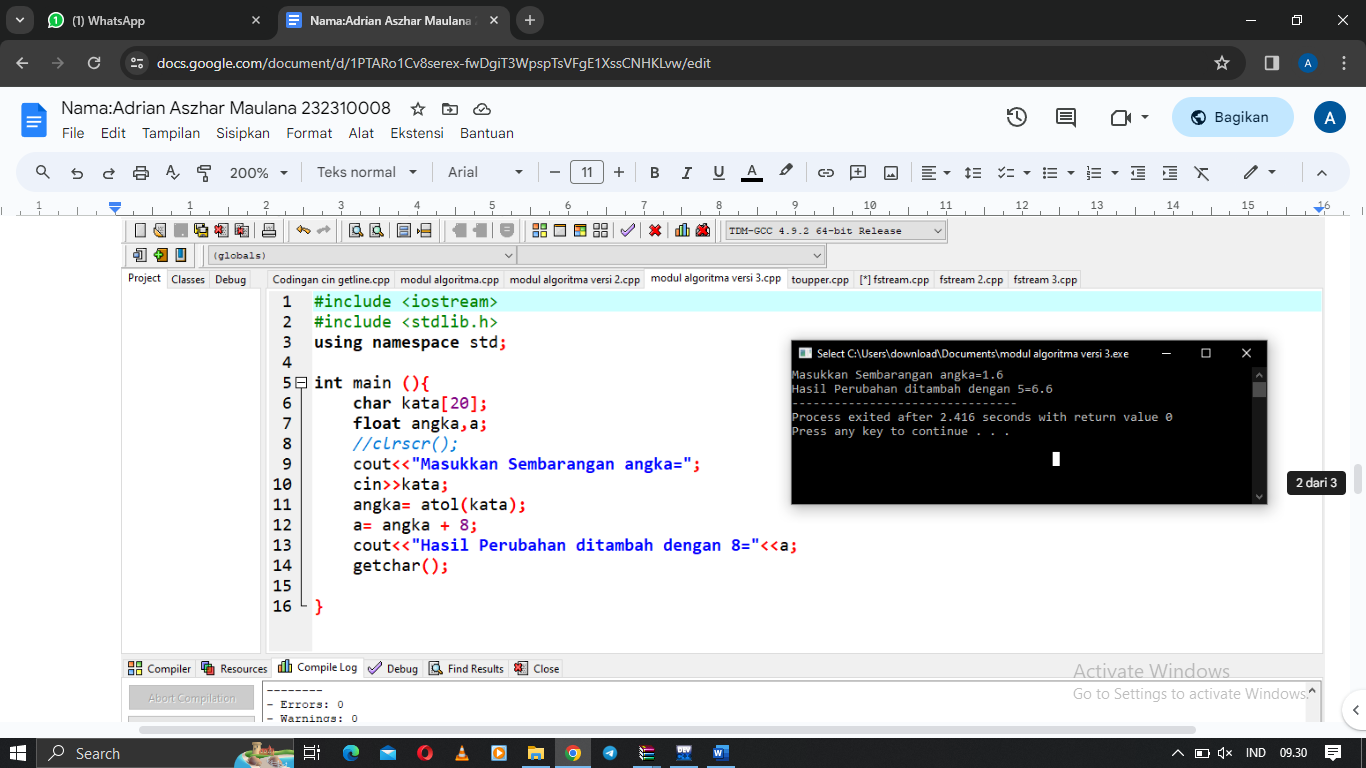 (1) WhatsApp
Nama:Adrian Aszhar Maulana 2
docs.google.com/document/d/1PTARo1Cv8serex-fwDgiT3WpspTsVFgE1XssCNHKLvw/edit
A
Nama:Adrian Aszhar Maulana 232310008
File Edit Tampilan Sisipkan Format Alat Ekstensi Bantuan
Bagikan
A
200% Teks normal Arial 11 B I U A
1 1 2 3 4 5 6 7 8 9 10 11 12 13 14 15 16
TDM-GCC 4.9.2 64-bit Release
(globals)
Project Classes Debug
Codingan cin getline.cpp modul algoritma.cpp modul algoritma versi 2.cpp modul algoritma versi 3.cpp toupper.cpp [*] fstream.cpp fstream 2.cpp fstream 3.cpp
1 #include <iostream>
2 #include <stdlib.h>
3 using namespace std;
4
5 int main (){
6 char kata[20];
7 float angka,a;
8 //clrscr();
9 cout<<"Masukkan Sembarangan angka=";
10 cin>>kata;
11 angka= atol(kata);
12 a= angka + 8;
13 cout<<"Hasil Perubahan ditambah dengan 8="<<a;
14 getchar();
15
16 }
Select C:\Users\download\Documents\modul algoritma versi 3.exe
Masukkan Sembarangan angka=1.6
Hasil Perubahan ditambah dengan 5=6.6
--------------------------------
Process exited after 2.416 seconds with return value 0
Press any key to continue . . .
2 dari 3
Compiler Resources Compile Log Debug Find Results Close
Abort Compilation
--------
- Errors: 0
- Warnings: 0
Activate Windows
Go to Settings to activate Windows.
Search
IND 09.30